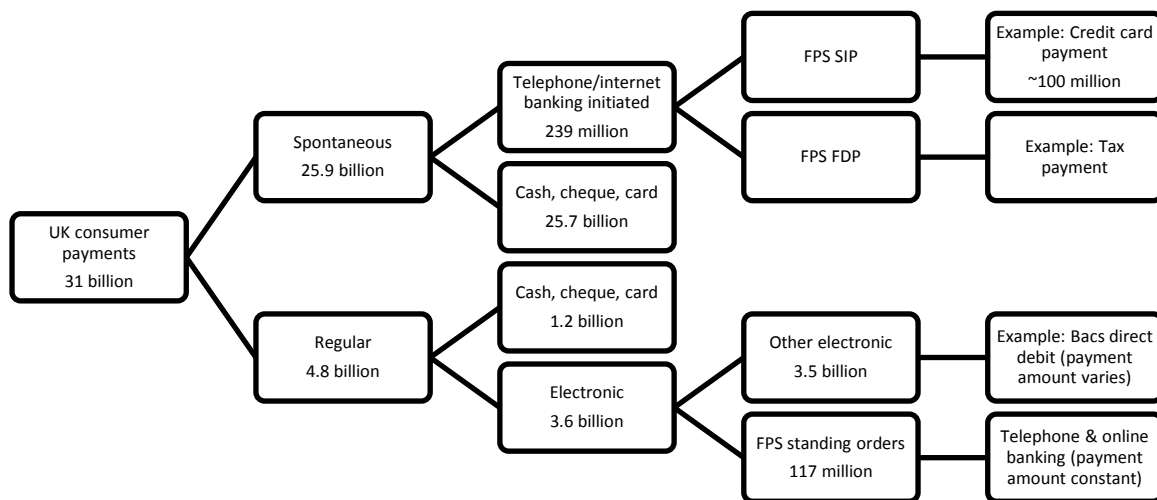 UK consumer
payments
31 billion
Spontaneous
25.9 billion
Regular
4.8 billion
Telephone/internet
banking initiated
239 million
Cash, cheque, card
25.7 billion
Cash, cheque, card
1.2 billion
Electronic
3.6 billion
FPS SIP
FPS FDP
Other electronic
3.5 billion
FPS standing orders
117 million
Example: Credit card
payment
~100 million
Example: Tax
payment
Example: Bacs direct
debit (payment
amount varies)
Telephone & online
banking (payment
amount constant)